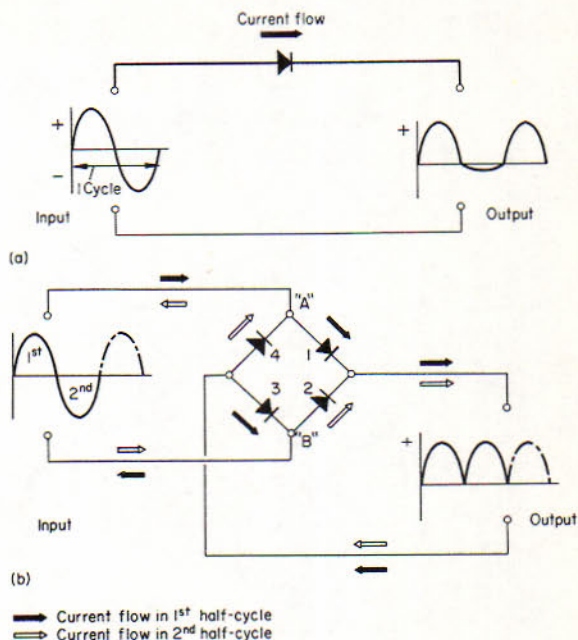 Current flow
+
−
1 Cycle
+
Input
Output
(a)
"A"
1st
2nd
4
1
3
2
"B"
+
Input
Output
(b)
Current flow in 1st half-cycle
Current flow in 2nd half-cycle